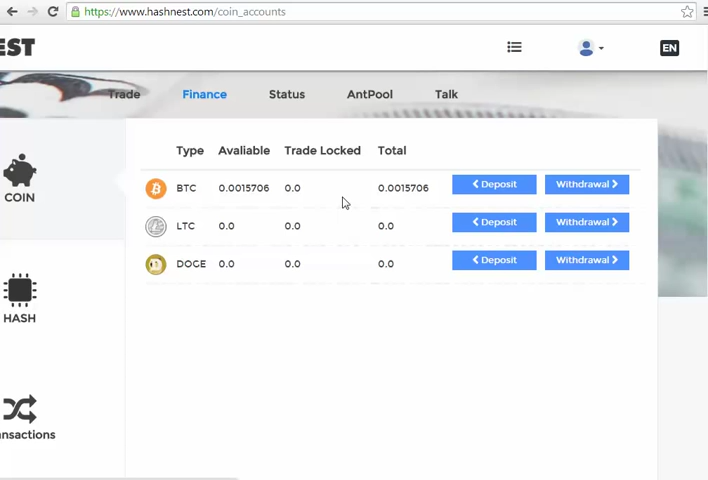 https://www.hashnest.com/coin_accounts
EST
EN
Trade Finance Status AntPool Talk
Type Avaliable Trade Locked Total
BTC 0.0015706 0.0 0.0015706 Deposit Withdrawal
LTC 0.0 0.0 0.0 Deposit Withdrawal
DOGE 0.0 0.0 0.0 Deposit Withdrawal
COIN
HASH
ansactions